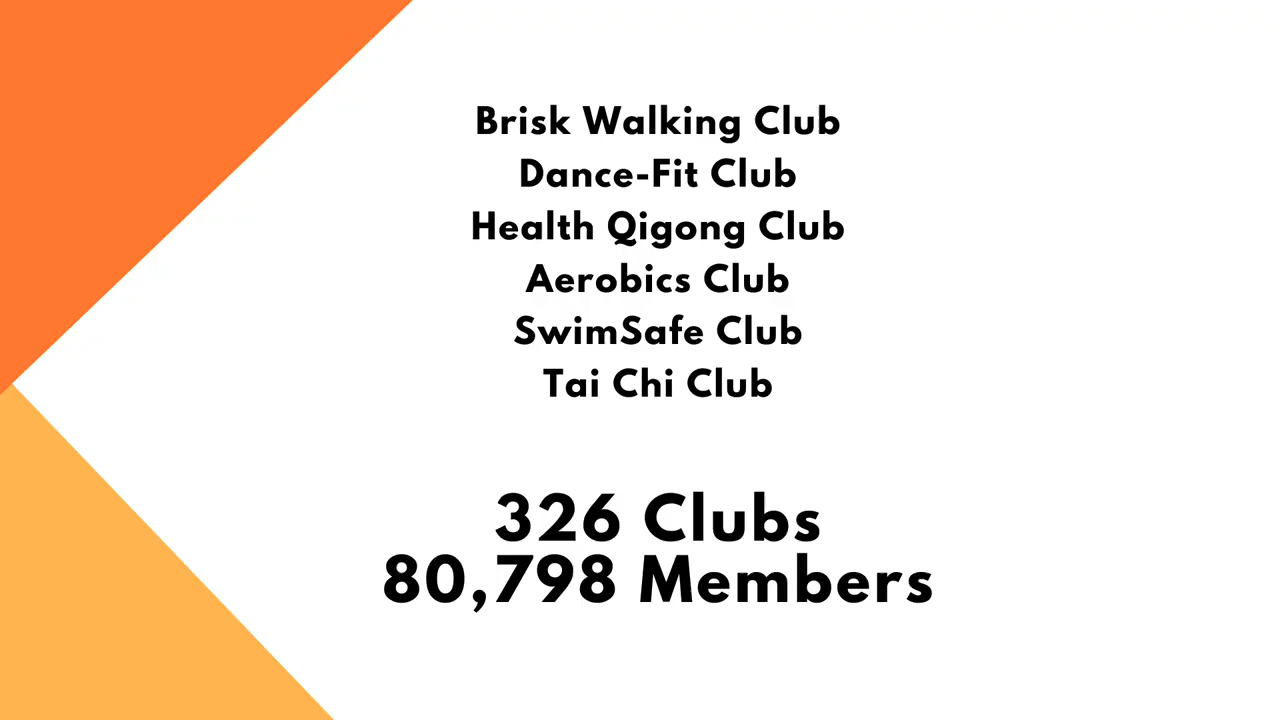 Brisk Walking Club
Dance-Fit Club
Health Qigong Club
Aerobics Club
SwimSafe Club
Tai Chi Club
326 Clubs
80,798 Members